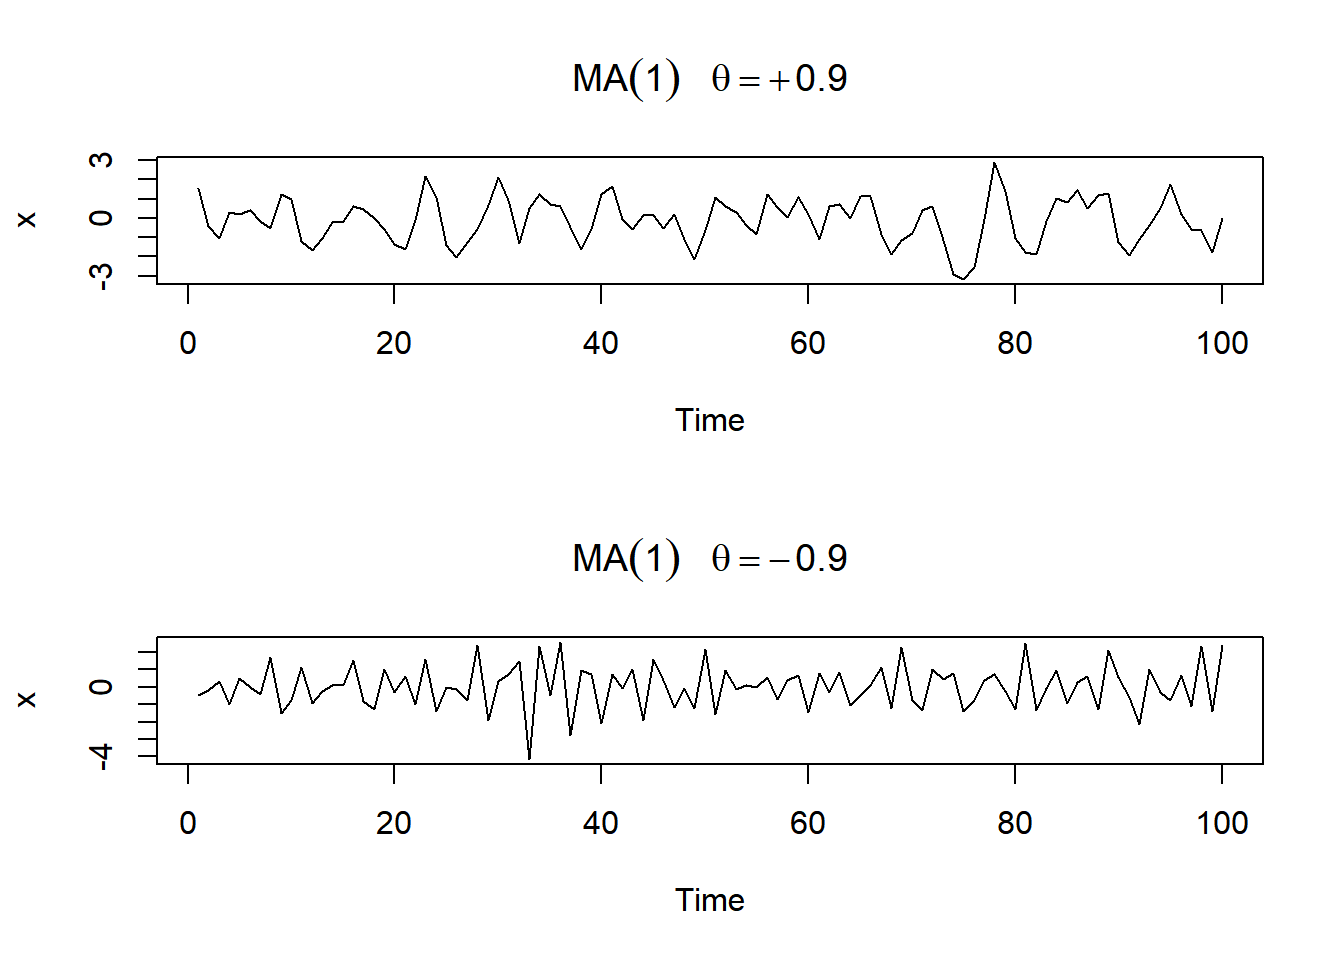 MA(1) θ = +0.9
3
0
-3
x
0 20 40 60 80 100
Time
MA(1) θ = −0.9
0
-4
x
0 20 40 60 80 100
Time